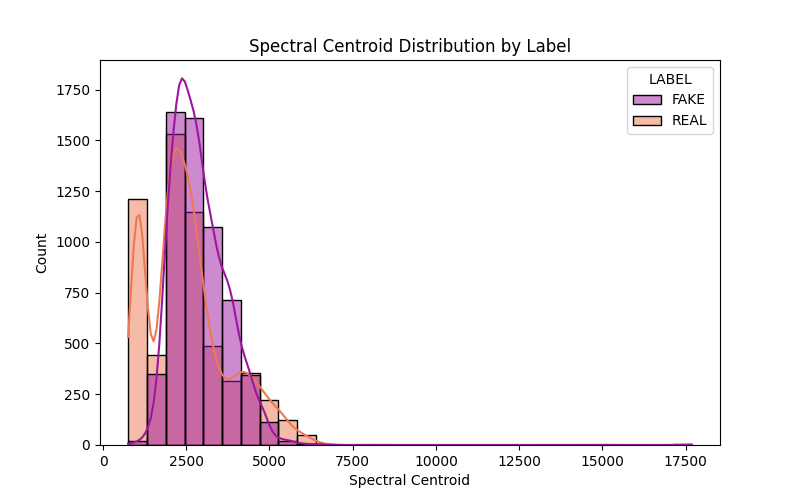 Spectral Centroid Distribution by Label
LABEL
FAKE
REAL
1750
1500
1250
1000
750
500
250
0
Count
0
2500
5000
7500
10000
12500
15000
17500
Spectral Centroid